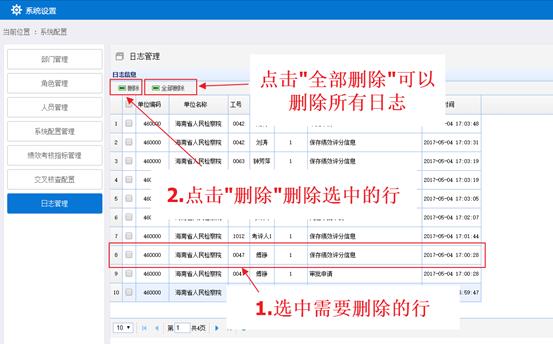 系统设置
当前位置 : 系统配置
部门管理
角色管理
人员管理
系统配置管理
绩效考核指标管理
交叉核查配置
日志管理
日志管理
日志信息
删除 全部删除
点击"全部删除"可以
删除所有日志
单位编码 单位名称 工号 时间
1 460000 海南省人民检察院 0042 2017-05-04 17:03:48
2 460000 海南省人民检察院 0042 刘涛 1 保存绩效评分信息 2017-05-04 17:03:31
3 460000 海南省人民检察院 0063 钟芳萍 1 保存绩效评分信息 2017-05-04 17:03:19
4 17:03:19
5 17:03:05
2.点击"删除"删除选中的行
6 17:02:07
7 460000 海南省人民检察院 1012 考评人1 1 保存绩效评分信息 2017-05-04 17:01:44
8 460000 海南省人民检察院 0047 1 保存绩效评分信息 2017-05-04 17:00:28
9 460000 海南省人民检察院 004 1 审批申请 2017-05-04 17:00:28
10 460000 海南省人民检察院 :59:47
1.选中需要删除的行
10 第 1 共4页